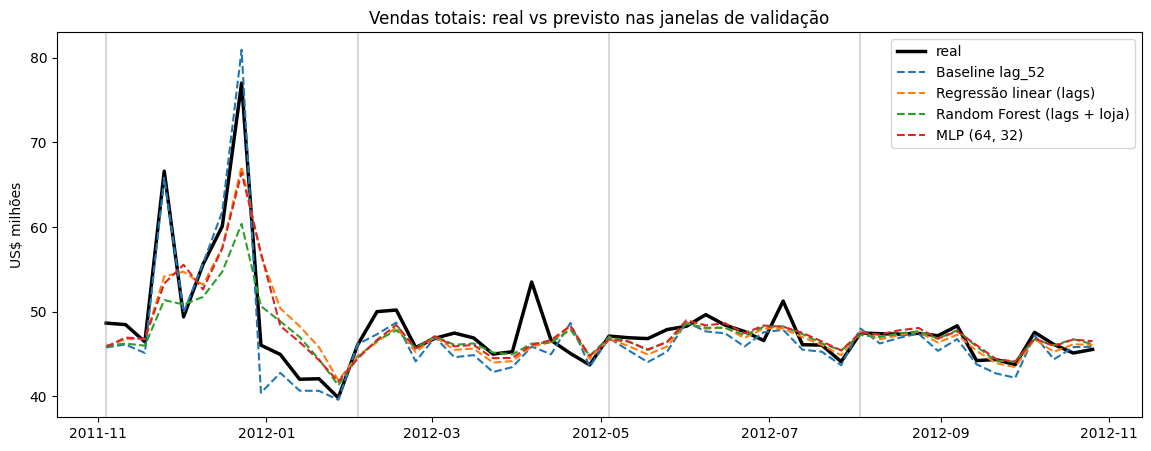 Vendas totais: real vs previsto nas janelas de validação
80
70
60
50
40
US$ milhões
real
Baseline lag_52
Regressão linear (lags)
Random Forest (lags + loja)
MLP (64, 32)
2011-11
2012-01
2012-03
2012-05
2012-07
2012-09
2012-11